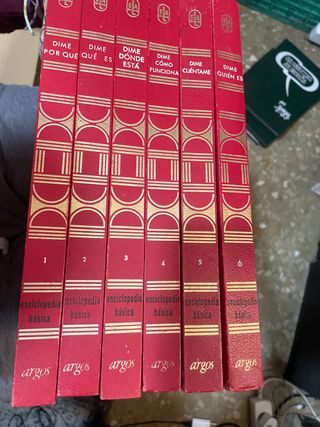 DIME
POR QUÉ
1
enciclopedia
básica
argos
DIME
QUÉ ES
2
enciclopedia
básica
argos
DIME
DÓNDE
ESTÁ
3
enciclopedia
básica
argos
DIME
CÓMO
FUNCIONA
4
enciclopedia
básica
argos
DIME
CUÉNTAME
5
enciclopedia
básica
argos
DIME
QUIÉN ES
6
enciclopedia
básica
argos